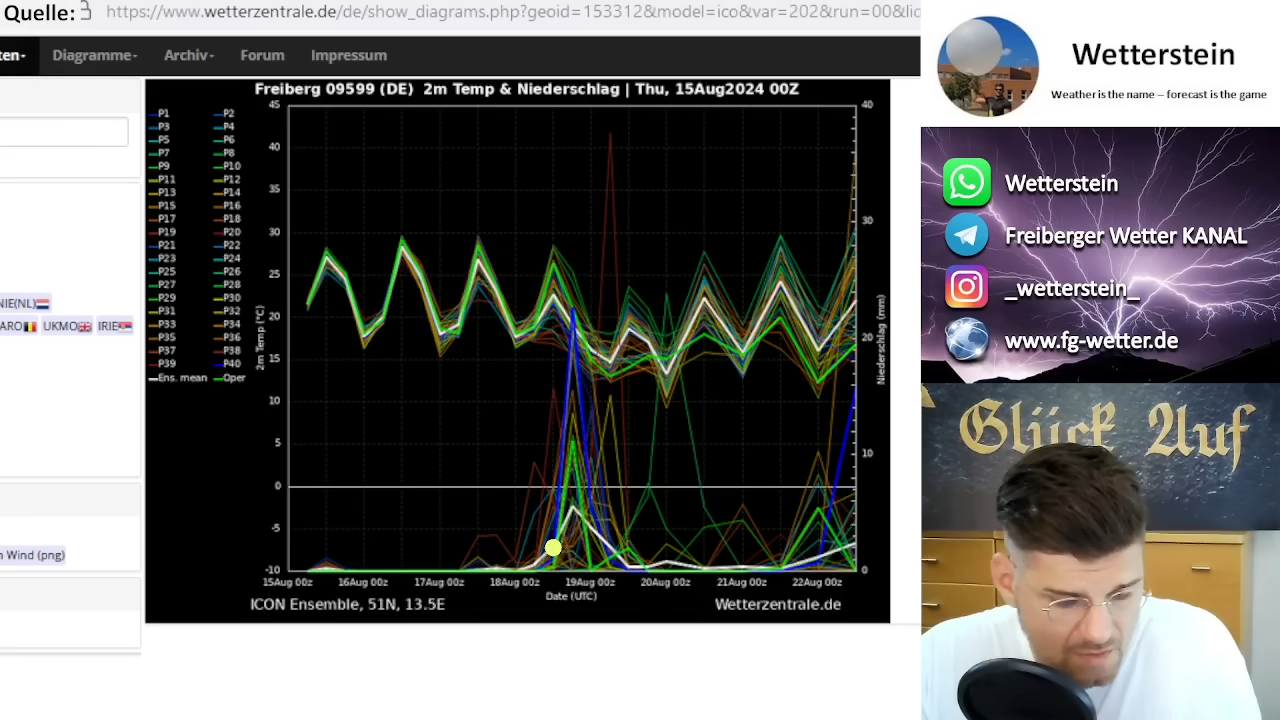 Quelle:
https://www.wetterzentrale.de/de/show_diagrams.php?geoid=153312&model=ico&var=202&run=00&lid
ten-
Diagramme-
Archiv-
Forum
Impressum
Wetterstein
Weather is the name – forecast is the game
Freiberg 09599 (DE) 2m Temp & Niederschlag | Thu, 15Aug2024 00Z
P1 P2
P3 P4
P5 P6
P7 P8
P9 P10
P11 P12
P13 P14
P15 P16
P17 P18
P19 P20
P21 P22
P23 P24
P25 P26
P27 P28
P29 P30
P31 P32
P33 P34
P35 P36
P37 P38
P39 P40
Ens. mean Oper
45
40
35
30
25
20
15
10
5
0
-5
-10
2m Temp (°C)
40
30
20
10
0
Niederschlag (mm)
15Aug 00z 16Aug 00z 17Aug 00z 18Aug 00z 19Aug 00z 20Aug 00z 21Aug 00z 22Aug 00z
Date (UTC)
ICON Ensemble, 51N, 13.5E
Wetterzentrale.de
NIE(NL)
ARO UKMO IRIE
n Wind (png)
Wetterstein
Freiberger Wetter KANAL
_wetterstein_
www.fg-wetter.de
Glück Auf